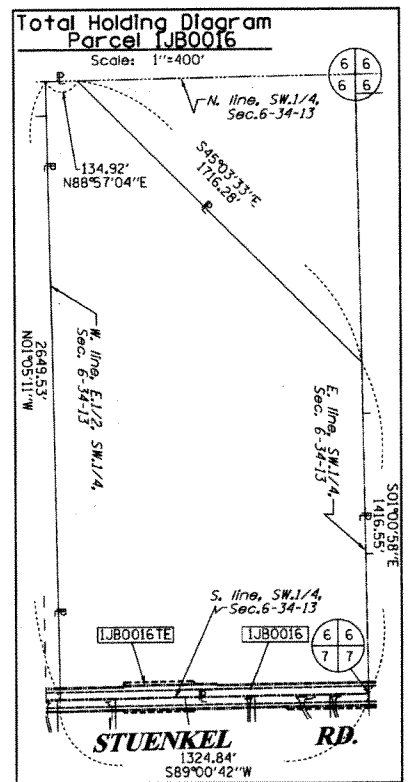 Total Holding Diagram
Parcel 1JB0016
Scale: 1"=400'
6 6
6 6
N. line, SW.1/4,
Sec.6-34-13
134.92'
N88°57'04"E
S45°03'33"E
1716.28'
W. line, E.1/2, SW.1/4,
Sec. 6-34-13
2649.53'
N01°05'11"W
E. line, SW.1/4,
Sec. 6-34-13
S01°00'58"E
1416.55'
S. line, SW.1/4,
Sec.6-34-13
1JB0016TE
1JB0016
6 6
7 7
STUENKEL RD.
1324.84'
S89°00'42"W